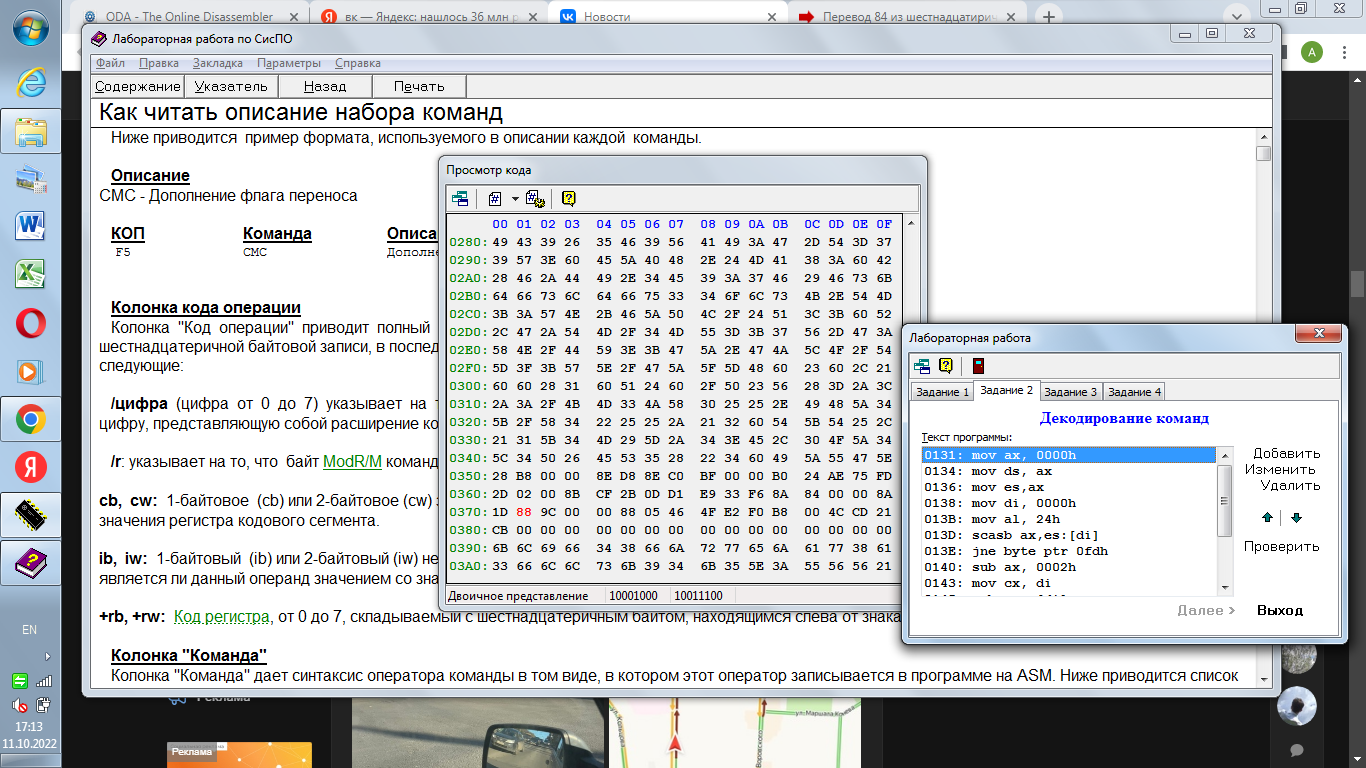 ODA - The Online Disassembler
вк — Яндекс: нашлось 36 млн р
Новости
Перевод 84 из шестнадцатирич
A
Лабораторная работа по СисПО
Файл Правка Закладка Параметры Справка
Содержание Указатель Назад Печать
Как читать описание набора команд
Ниже приводится пример формата, используемого в описании каждой команды.
Описание
CMC - Дополнение флага переноса
КОП Команда Описа
F5 CMC Дополне
Колонка кода операции
Колонка "Код операции" приводит полный
шестнадцатеричной байтовой записи, в послед
следующие:
/цифра (цифра от 0 до 7) указывает на т
цифру, представляющую собой расширение ко
/r: указывает на то, что байт ModR/M команд
cb, cw: 1-байтовое (cb) или 2-байтовое (cw) з
значения регистра кодового сегмента.
ib, iw: 1-байтовый (ib) или 2-байтовый (iw) не
является ли данный операнд значением со зна
+rb, +rw: Код регистра, от 0 до 7, складываемый с шестнадцатеричным байтом, находящимся слева от знака
Колонка "Команда"
Колонка "Команда" дает синтаксис оператора команды в том виде, в котором этот оператор записывается в программе на ASM. Ниже приводится список
Просмотр кода
00 01 02 03 04 05 06 07 08 09 0A 0B 0C 0D 0E 0F
0280: 49 43 39 26 35 46 39 56 41 49 3A 47 2D 54 3D 37
0290: 39 57 3E 60 45 5A 40 48 2E 24 4D 41 38 3A 60 42
02A0: 28 46 2A 44 49 2E 34 45 39 3A 37 46 29 46 73 6B
02B0: 64 66 73 6C 64 66 75 33 34 6F 6C 73 4B 2E 54 4D
02C0: 3B 3A 57 4E 2B 46 5A 50 4C 2F 24 51 3C 3B 60 52
02D0: 2C 47 2A 54 4D 2F 34 4D 55 3D 3B 37 56 2D 47 3A
02E0: 58 4E 2F 44 59 3E 3B 47 5A 2E 47 4A 5C 4F 2F 54
02F0: 5D 3F 3B 57 5E 2F 47 5A 5F 5D 48 60 23 60 2C 21
0300: 60 60 28 31 60 51 24 60 2F 50 23 56 28 3D 2A 3C
0310: 2A 3A 2F 4B 4D 33 4A 58 30 25 25 2E 49 48 5A 34
0320: 5B 2F 58 34 22 25 25 2A 21 32 60 54 5B 54 25 2C
0330: 21 31 5B 34 4D 29 5D 2A 34 3E 45 2C 30 4F 5A 34
0340: 5C 34 50 26 45 53 35 28 22 34 60 49 5A 55 47 5E
0350: 28 B8 00 00 8E D8 8E C0 BF 00 00 B0 24 AE 75 FD
0360: 2D 02 00 8B CF 2B 0D D1 E9 33 F6 8A 84 00 00 8A
0370: 1D 88 9C 00 00 88 05 46 4F E2 F0 B8 00 4C CD 21
0380: CB 00 00 00 00 00 00 00 00 00 00 00 00 00 00 00
0390: 6B 6C 69 66 34 38 66 6A 72 77 65 6A 61 77 38 61
03A0: 33 66 6C 6C 73 6B 39 34 6B 35 5E 3A 55 56 56 21
Двоичное представление 10001000 10011100
Лабораторная работа
Задание 1 Задание 2 Задание 3 Задание 4
Декодирование команд
Текст программы:
0131: mov ax, 0000h
0134: mov ds, ax
0136: mov es,ax
0138: mov di, 0000h
013B: mov al, 24h
013D: scasb ax,es:[di]
013E: jne byte ptr 0fdh
0140: sub ax, 0002h
0143: mov cx, di
Добавить
Изменить
Удалить
Проверить
Далее > Выход
EN
17:13
11.10.2022
Реклама
Реклама
ул. Маршала
Воровского